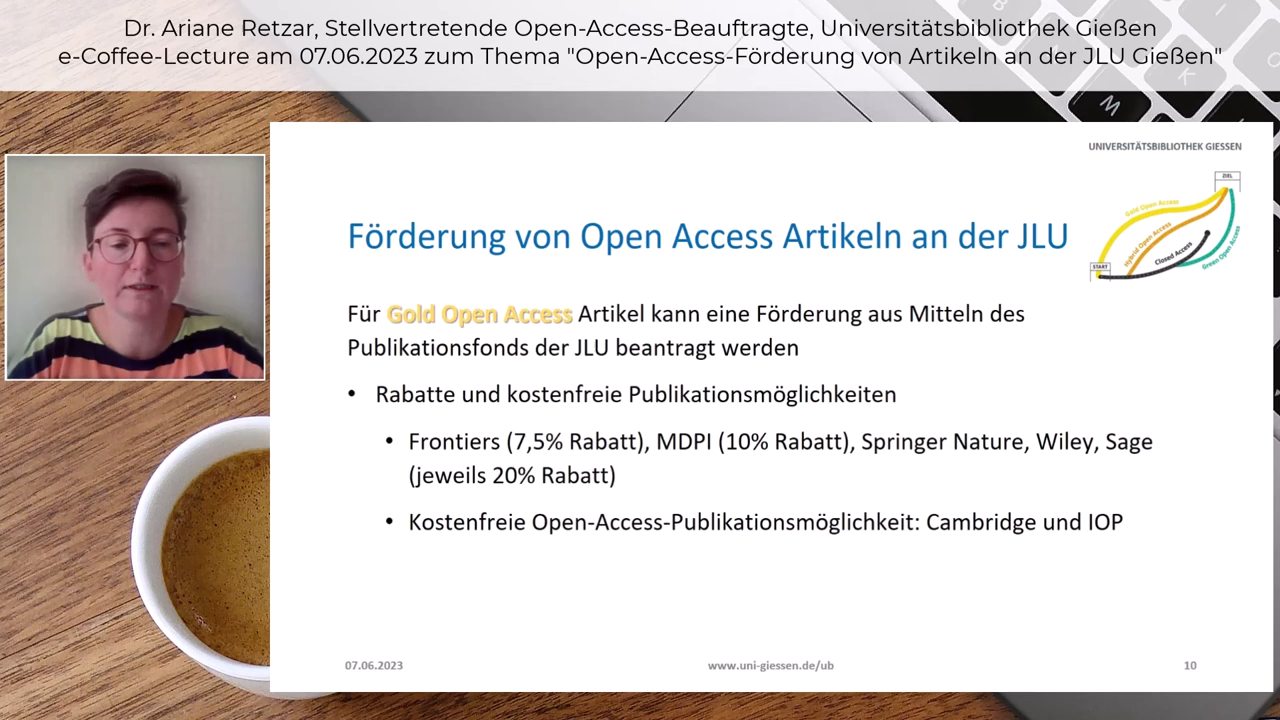 Dr. Ariane Retzar, Stellvertretende Open-Access-Beauftragte, Universitätsbibliothek Gießen
e-Coffee-Lecture am 07.06.2023 zum Thema "Open-Access-Förderung von Artikeln an der JLU Gießen"
UNIVERSITÄTSBIBLIOTHEK GIESSEN
ZIEL
Gold Open Access
Hybrid Open Access
Closed Access
Green Open Access
START
Förderung von Open Access Artikeln an der JLU
Für Gold Open Access Artikel kann eine Förderung aus Mitteln des
Publikationsfonds der JLU beantragt werden
• Rabatte und kostenfreie Publikationsmöglichkeiten
• Frontiers (7,5% Rabatt), MDPI (10% Rabatt), Springer Nature, Wiley, Sage
(jeweils 20% Rabatt)
• Kostenfreie Open-Access-Publikationsmöglichkeit: Cambridge und IOP
07.06.2023
www.uni-giessen.de/ub
10